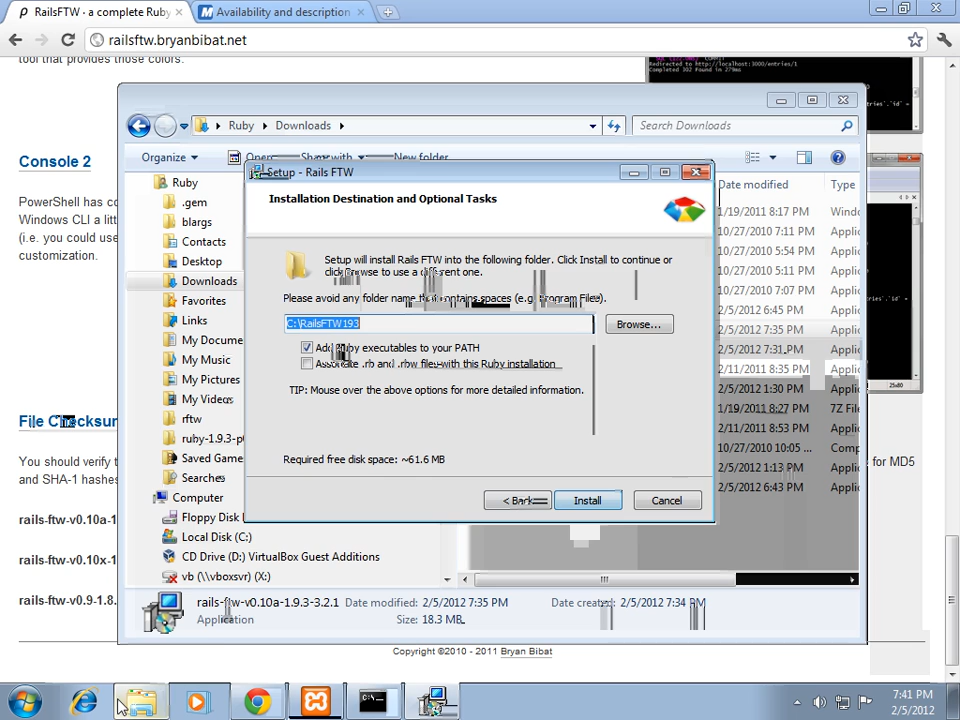 RailsFTW - a complete Ruby
Availability and description
railsftw.bryanbibat.net
tool that provides those colors.
Redirected to http://localhost:3000/entries/1
Completed 302 Found in 279ms
Ruby Downloads
Search Downloads
Organize Open Share with New folder
Console 2
PowerShell has co
Windows CLI a little
(i.e. you could use
customization.
Ruby
.gem
blargs
Contacts
Desktop
Downloads
Favorites
Links
My Docume
My Music
My Pictures
My Videos
rftw
ruby-1.9.3-p
Saved Game
Searches
Computer
Floppy Disk
Local Disk (C:)
CD Drive (D:) VirtualBox Guest Additions
vb (\\vboxsvr) (X:)
Setup - Rails FTW
Installation Destination and Optional Tasks
Setup will install Rails FTW into the following folder. Click Install to continue or
click Browse to use a different one.
Please avoid any folder name that contains spaces (e.g. Program Files).
C:\RailsFTW193
Browse...
Add Ruby executables to your PATH
Associate .rb and .rbw files with this Ruby installation
TIP: Mouse over the above options for more detailed information.
Required free disk space: ~61.6 MB
< Back Install Cancel
Date modified Type
1/19/2011 8:17 PM Windo
10/27/2010 7:11 PM Applic
10/26/2010 5:54 PM Applic
10/27/2010 5:11 PM Applic
10/27/2010 7:07 PM Applic
2/5/2012 6:45 PM Applic
2/5/2012 7:35 PM Applic
2/5/2012 7:31 PM Applic
2/11/2011 8:35 PM Applic
2/5/2012 1:30 PM Applic
1/19/2011 8:27 PM 7Z File
2/11/2011 8:53 PM Applic
10/27/2010 10:05 ... Comp
2/5/2012 1:13 PM Applic
2/5/2012 6:43 PM Applic
25x80
File Checksum
You should verify t
and SHA-1 hashes
for MD5
rails-ftw-v0.10a-1
rails-ftw-v0.10x-1
rails-ftw-v0.9-1.8.
rails-ftw-v0.10a-1.9.3-3.2.1 Date modified: 2/5/2012 7:35 PM Date created: 2/5/2012 7:34 PM
Application Size: 18.3 MB
Copyright ©2010 - 2011 Bryan Bibat
7:41 PM
2/5/2012